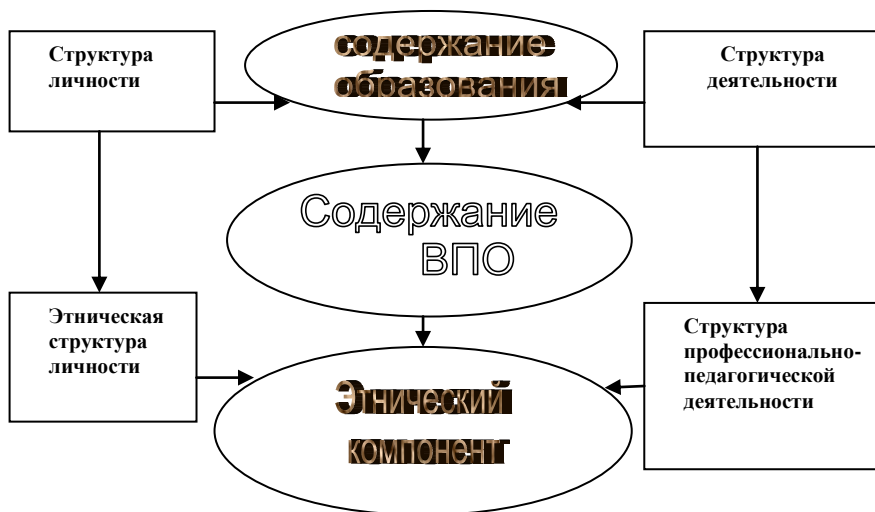 Структура
личности
содержание
образования
Структура
деятельности
Содержание
ВПО
Этническая
структура
личности
Этнический
компонент
Структура
профессионально-
педагогической
деятельности